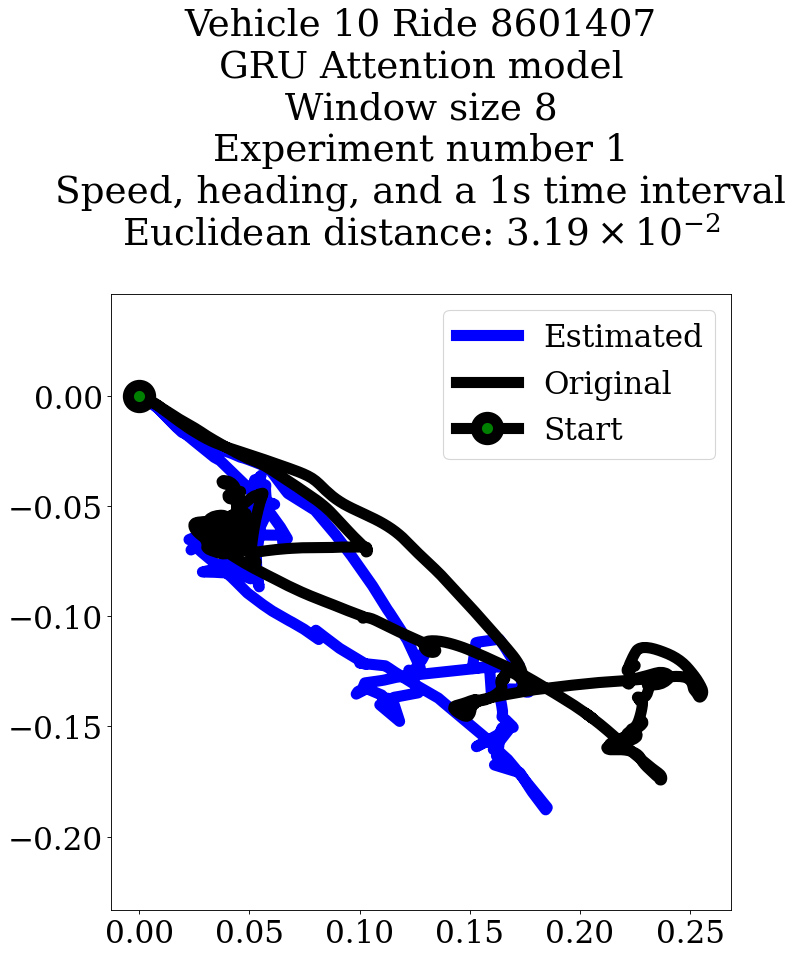 Vehicle 10 Ride 8601407
GRU Attention model
Window size 8
Experiment number 1
Speed, heading, and a 1s time interval
Euclidean distance: 3.19 × 10⁻²
Estimated
Original
Start
0.00
−0.05
−0.10
−0.15
−0.20
0.00 0.05 0.10 0.15 0.20 0.25